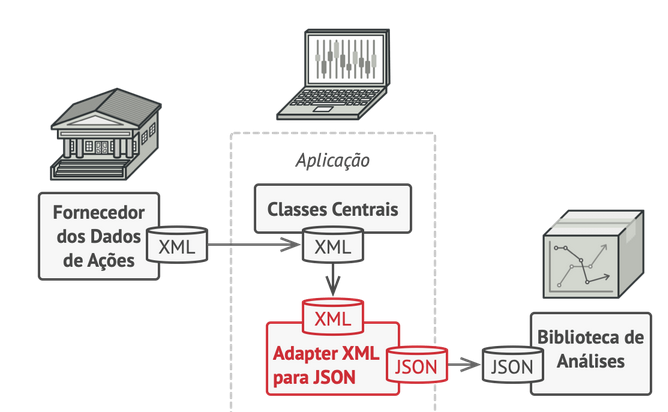 Aplicação
Fornecedor
dos Dados
de Ações
XML
Classes Centrais
XML
XML
Adapter XML
para JSON
JSON
JSON
Biblioteca de
Análises